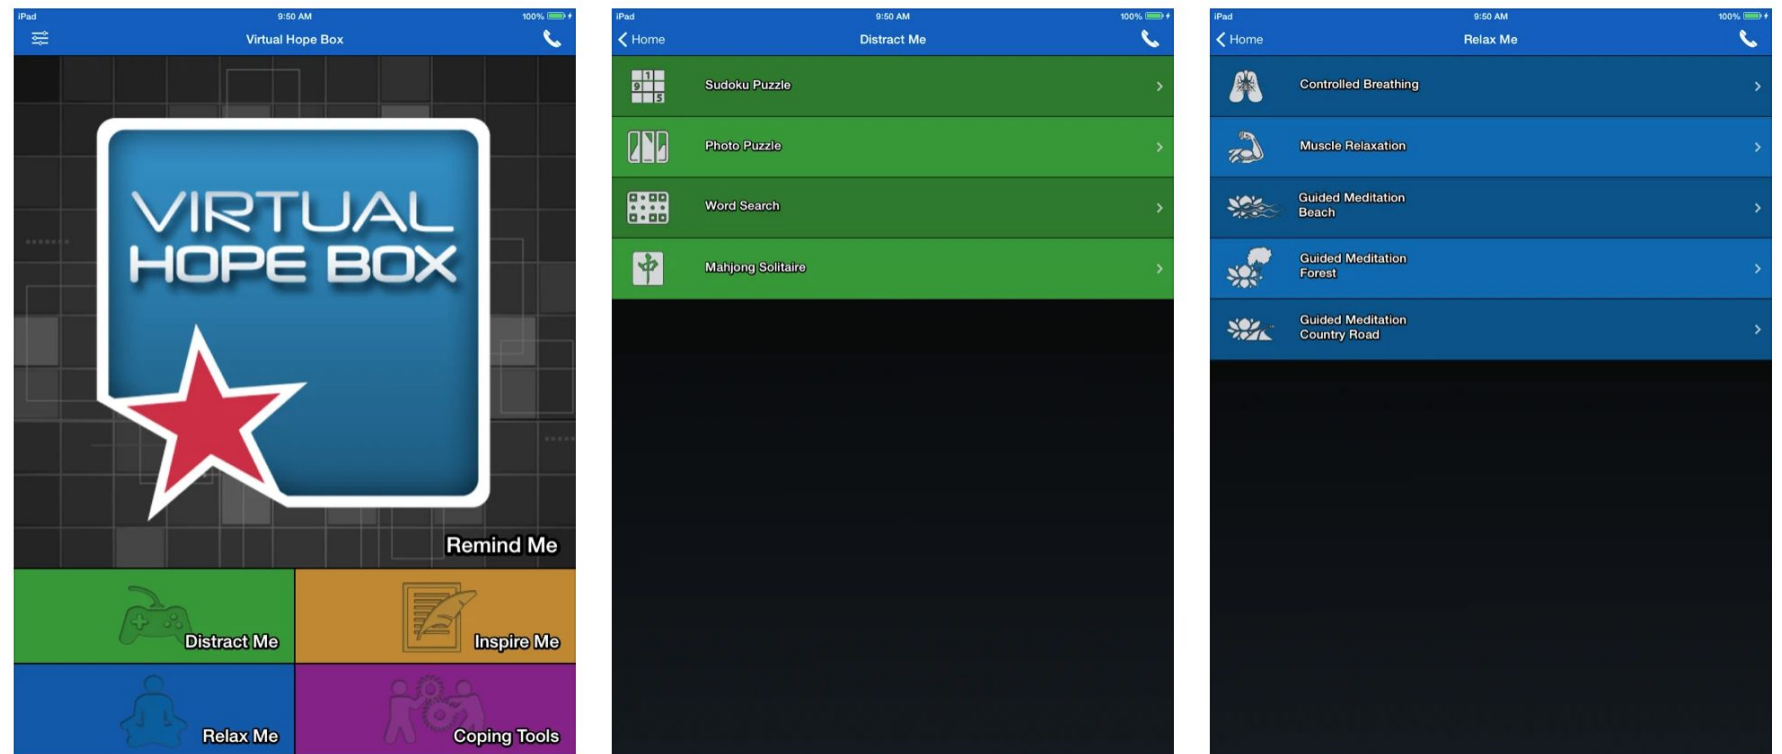 iPad 9:50 AM 100%
Virtual Hope Box
VIRTUAL
HOPE BOX
Remind Me
Distract Me
Inspire Me
Relax Me
Coping Tools
iPad 9:50 AM 100%
Home Distract Me
1
9
5
Sudoku Puzzle
Photo Puzzle
Word Search
Mahjong Solitaire
iPad 9:50 AM 100%
Home Relax Me
Controlled Breathing
Muscle Relaxation
Guided Meditation
Beach
Guided Meditation
Forest
Guided Meditation
Country Road